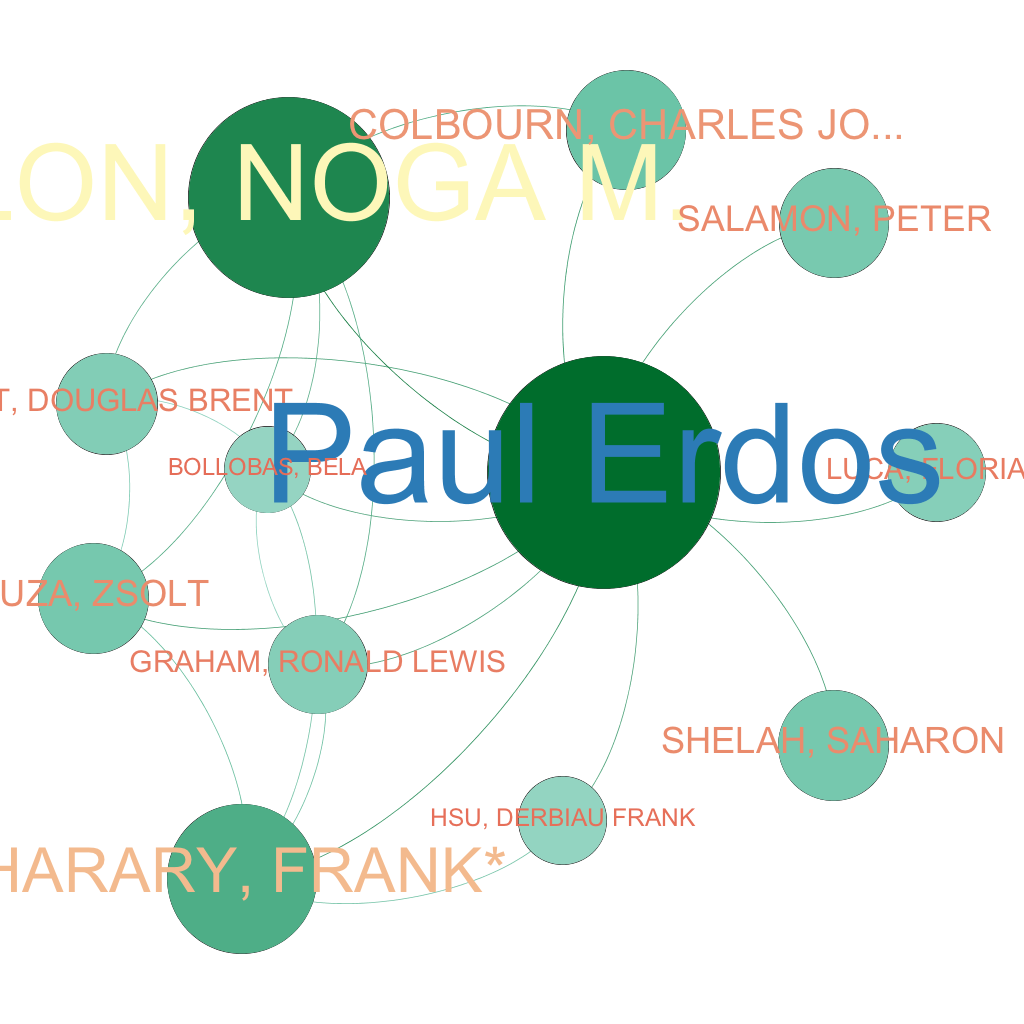 COLBOURN, CHARLES JO...
LON, NOGA M.
SALAMON, PETER
T, DOUGLAS BRENT
Paul Erdos
BOLLOBAS, BELA
LUCA, FLORIA
UZA, ZSOLT
GRAHAM, RONALD LEWIS
SHELAH, SAHARON
HSU, DERBIAU FRANK
HARARY, FRANK*